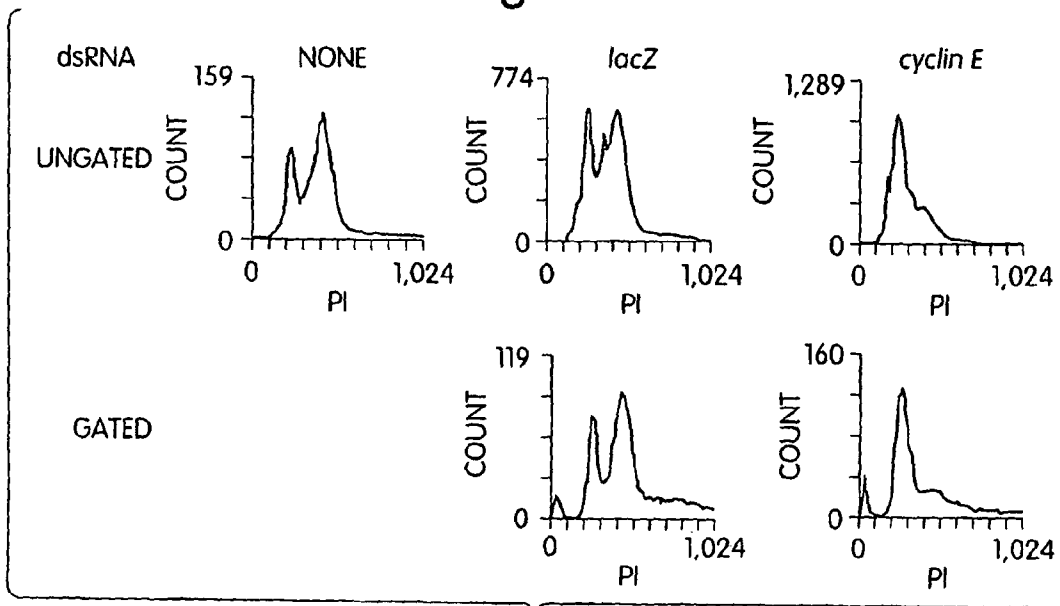 dsRNA NONE lacZ cyclin E
UNGATED
159
COUNT
0
0 1,024
PI
774
COUNT
0
0 1,024
PI
1,289
COUNT
0
0 1,024
PI
GATED
119
COUNT
0
0 1,024
PI
160
COUNT
0
0 1,024
PI